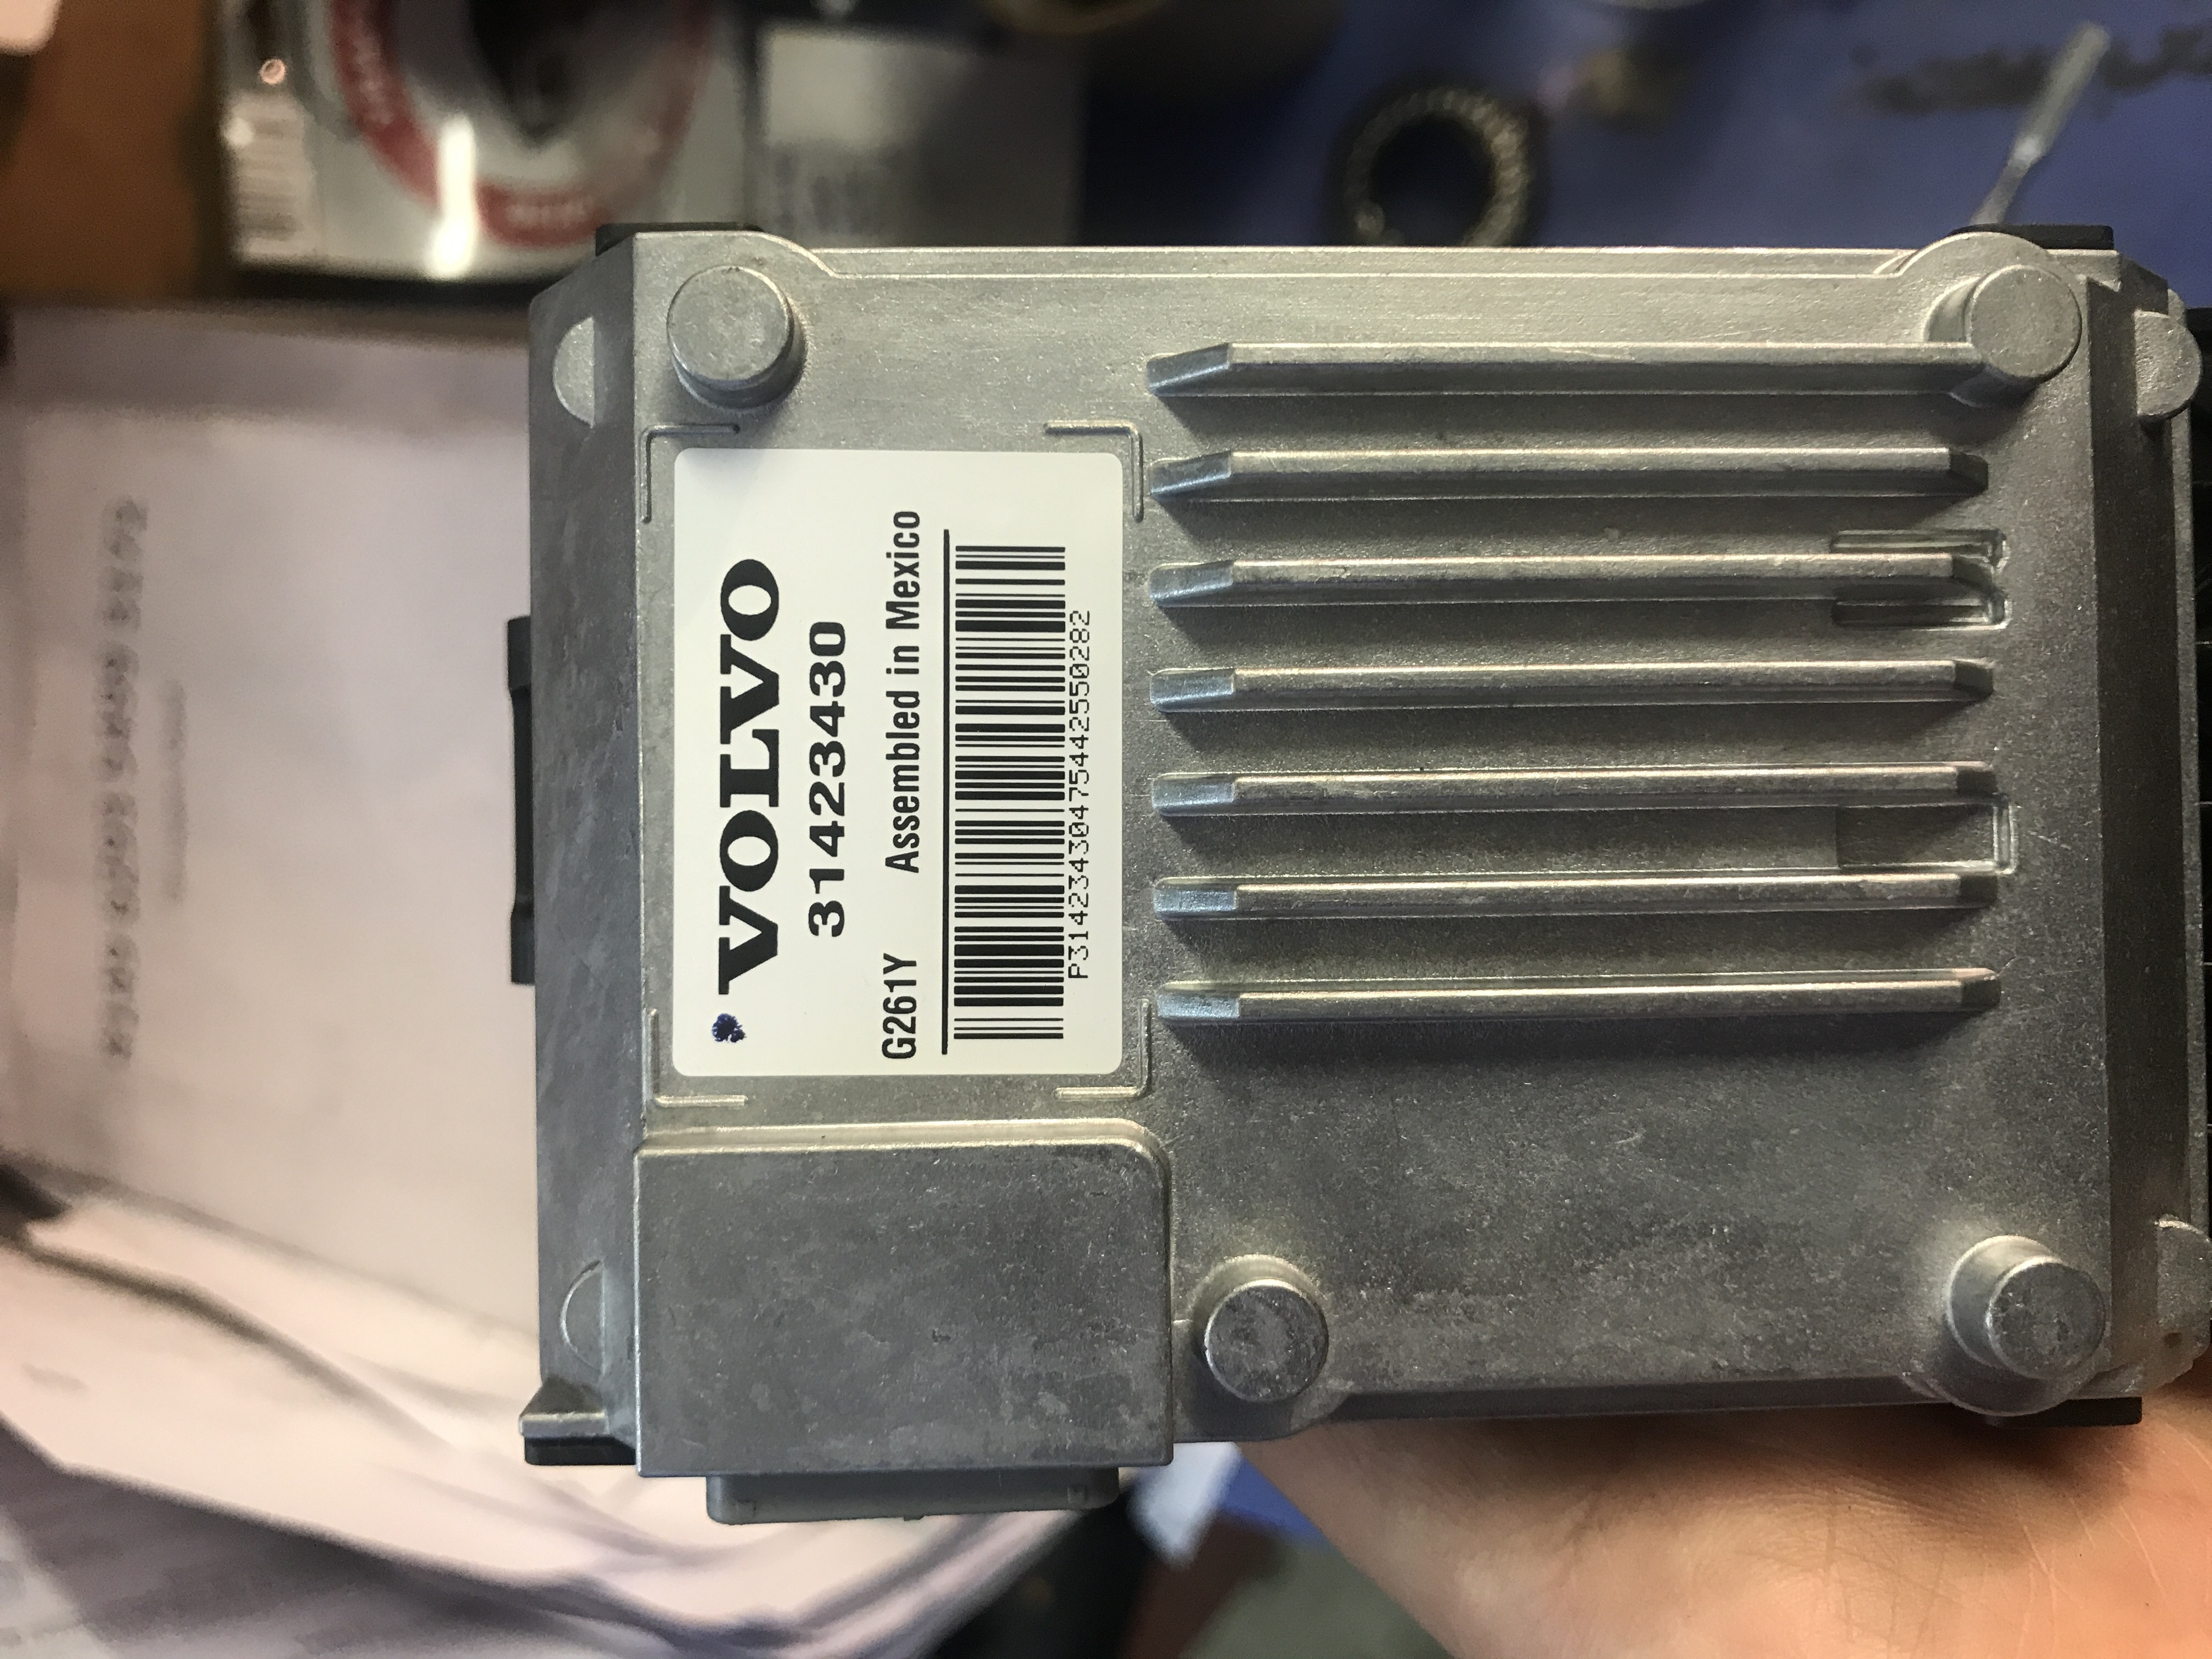 VOLVO
31423430
G261Y Assembled in Mexico
P31423430475442550282